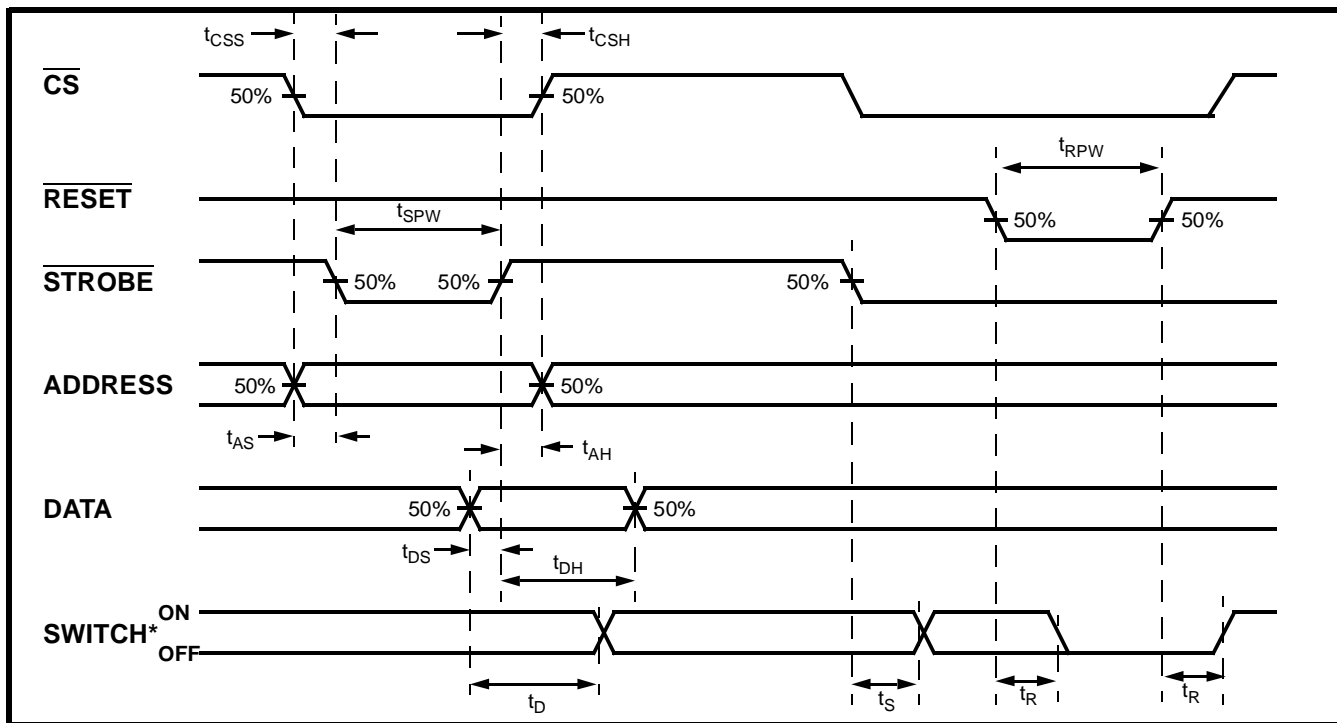 tCSS
tCSH
CS
50%
50%
tRPW
RESET
tSPW
50%
50%
STROBE
50%
50%
50%
ADDRESS
50%
50%
tAS
tAH
DATA
50%
50%
tDS
tDH
SWITCH*
ON
OFF
tD
tS
tR
tR